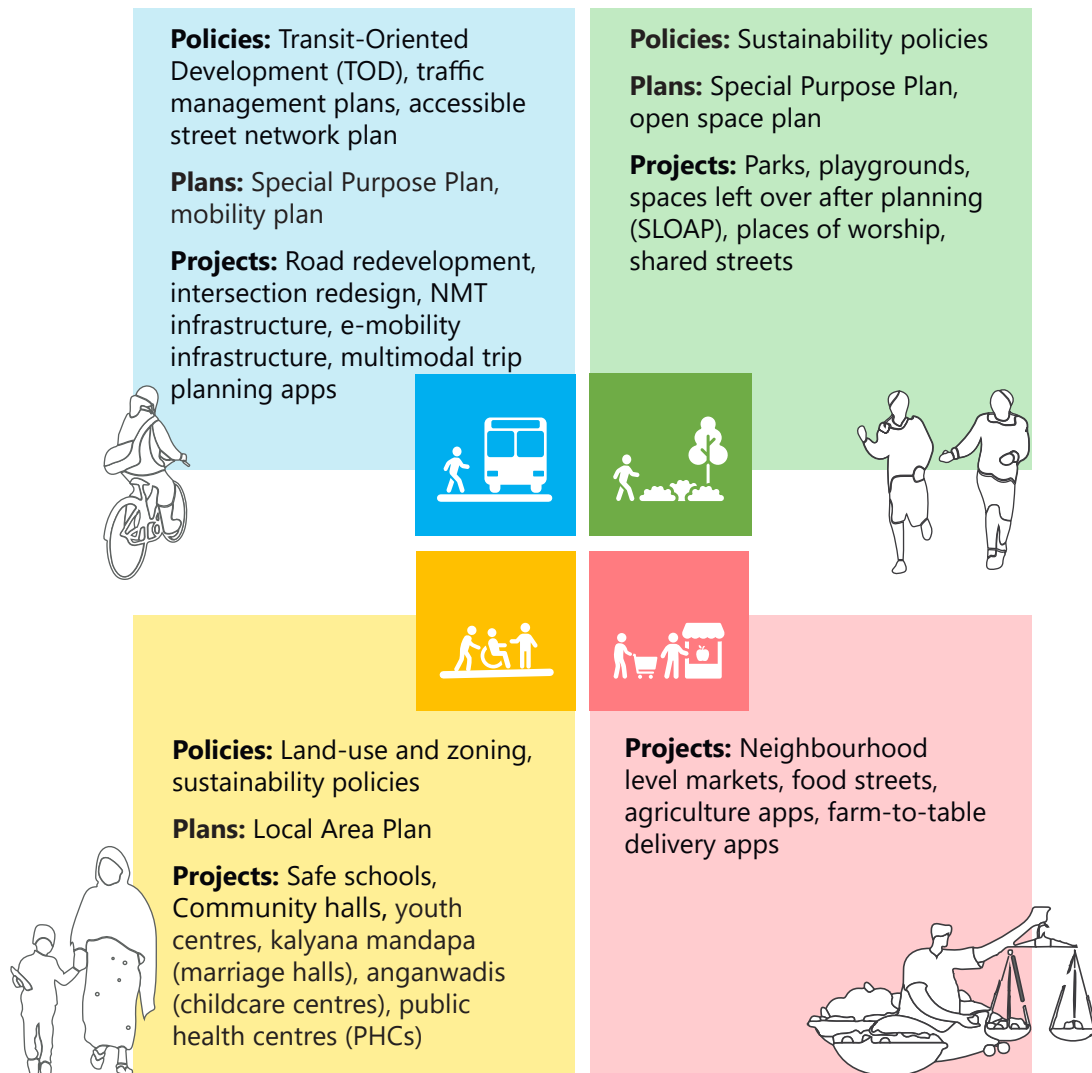 Policies: Transit-Oriented
Development (TOD), traffic
management plans, accessible
street network plan
Plans: Special Purpose Plan,
mobility plan
Projects: Road redevelopment,
intersection redesign, NMT
infrastructure, e-mobility
infrastructure, multimodal trip
planning apps
Policies: Sustainability policies
Plans: Special Purpose Plan,
open space plan
Projects: Parks, playgrounds,
spaces left over after planning
(SLOAP), places of worship,
shared streets
Policies: Land-use and zoning,
sustainability policies
Plans: Local Area Plan
Projects: Safe schools,
Community halls, youth
centres, kalyana mandapa
(marriage halls), anganwadis
(childcare centres), public
health centres (PHCs)
Projects: Neighbourhood
level markets, food streets,
agriculture apps, farm-to-table
delivery apps